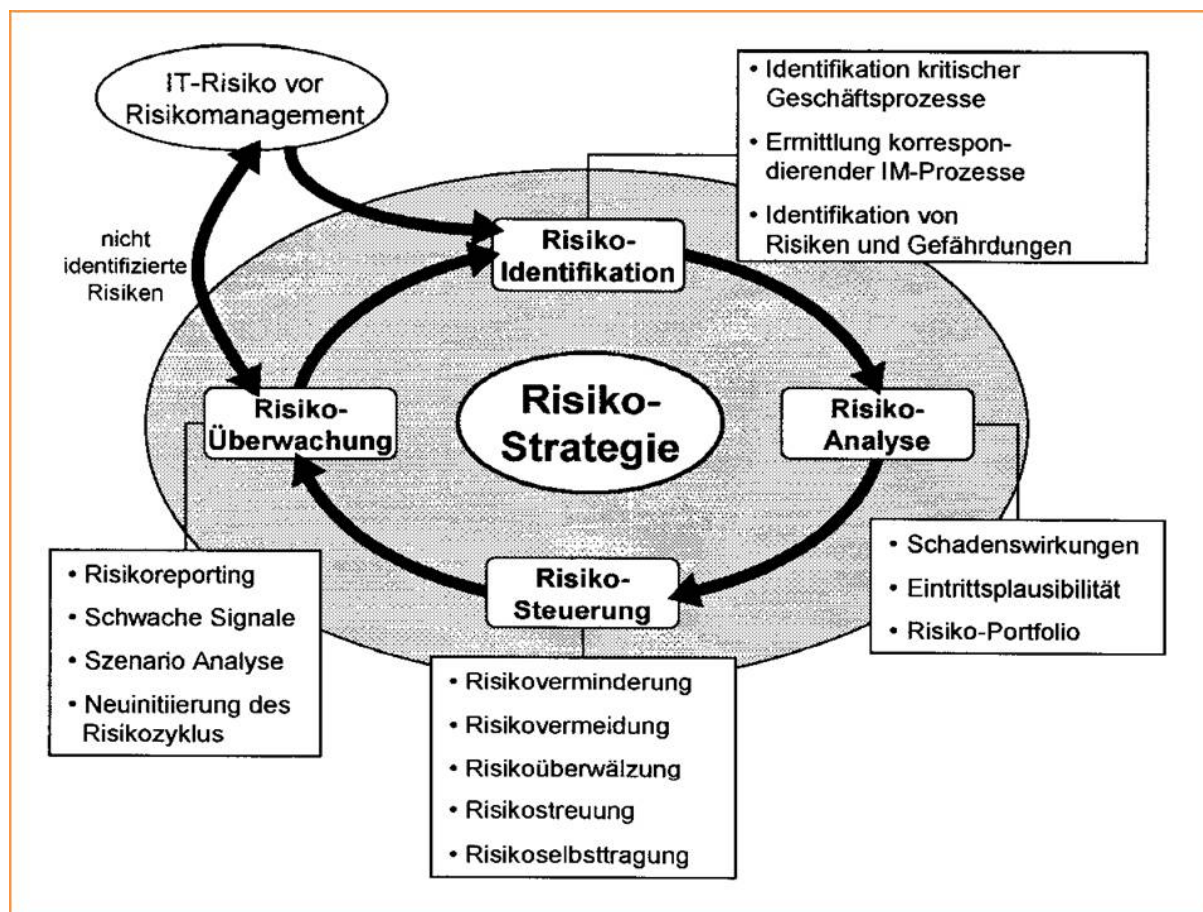 IT-Risiko vor
Risikomanagement
nicht
identifizierte
Risiken
• Identifikation kritischer
Geschäftsprozesse
• Ermittlung korrespon-
dierender IM-Prozesse
• Identifikation von
Risiken und Gefährdungen
Risiko-
Identifikation
Risiko-
Überwachung
Risiko-
Strategie
Risiko-
Analyse
Risiko-
Steuerung
• Risikoreporting
• Schwache Signale
• Szenario Analyse
• Neuinitiierung des
Risikozyklus
• Risikoverminderung
• Risikovermeidung
• Risikoüberwälzung
• Risikostreuung
• Risikoselbsttragung
• Schadenswirkungen
• Eintrittsplausibilität
• Risiko-Portfolio